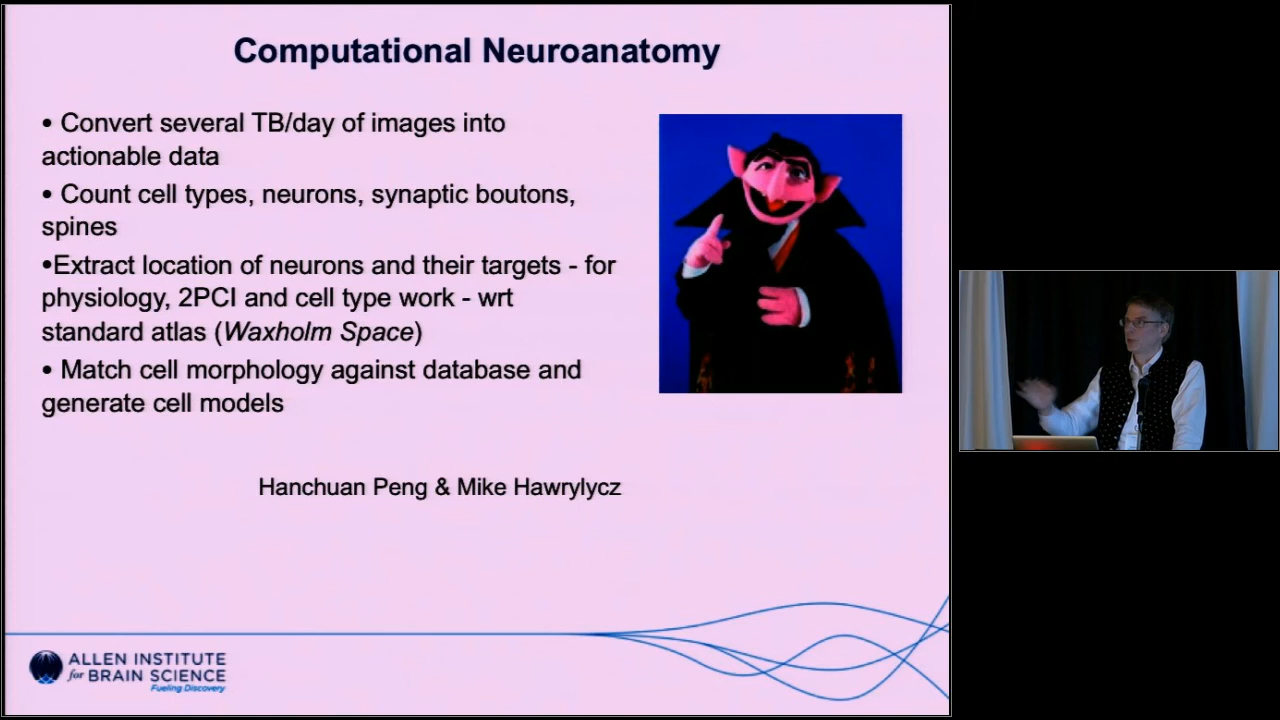 Computational Neuroanatomy
• Convert several TB/day of images into
actionable data
• Count cell types, neurons, synaptic boutons,
spines
•Extract location of neurons and their targets - for
physiology, 2PCI and cell type work - wrt
standard atlas (Waxholm Space)
• Match cell morphology against database and
generate cell models
Hanchuan Peng & Mike Hawrylycz
ALLEN INSTITUTE
for BRAIN SCIENCE
Fueling Discovery